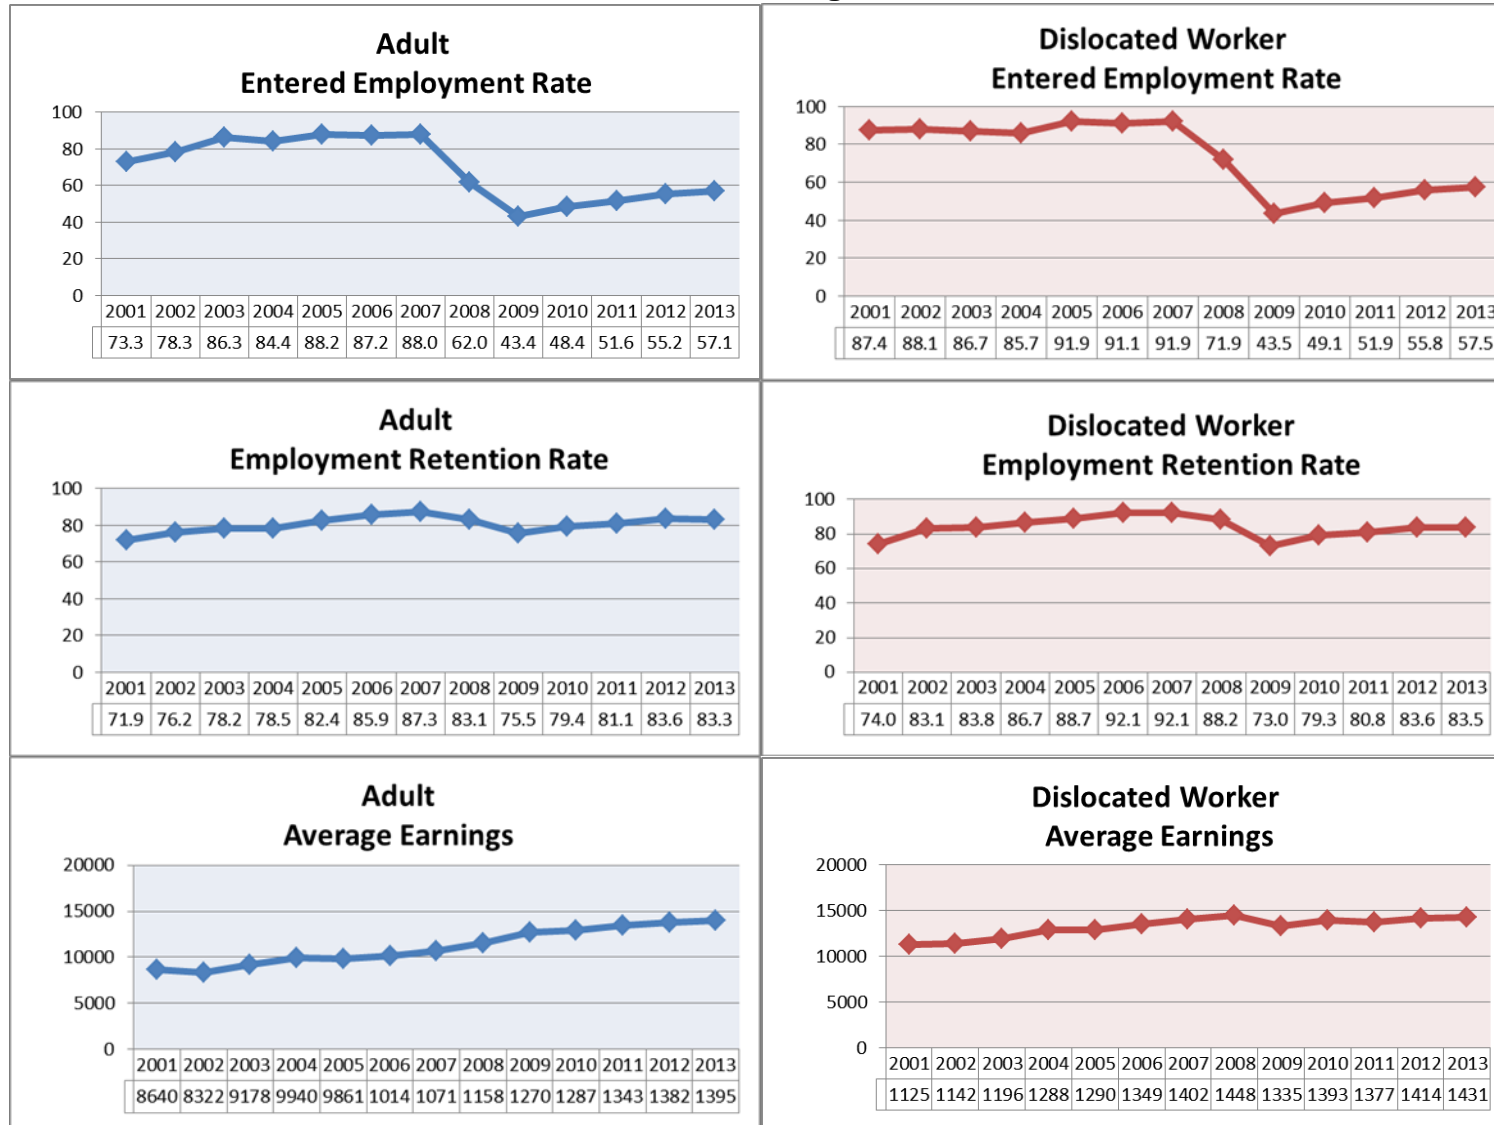 Adult
Entered Employment Rate
100
80
60
40
20
0
2001 2002 2003 2004 2005 2006 2007 2008 2009 2010 2011 2012 2013
73.3 78.3 86.3 84.4 88.2 87.2 88.0 62.0 43.4 48.4 51.6 55.2 57.1
Dislocated Worker
Entered Employment Rate
100
80
60
40
20
0
2001 2002 2003 2004 2005 2006 2007 2008 2009 2010 2011 2012 2013
87.4 88.1 86.7 85.7 91.9 91.1 91.9 71.9 43.5 49.1 51.9 55.8 57.5
Adult
Employment Retention Rate
100
80
60
40
20
0
2001 2002 2003 2004 2005 2006 2007 2008 2009 2010 2011 2012 2013
71.9 76.2 78.2 78.5 82.4 85.9 87.3 83.1 75.5 79.4 81.1 83.6 83.3
Dislocated Worker
Employment Retention Rate
100
80
60
40
20
0
2001 2002 2003 2004 2005 2006 2007 2008 2009 2010 2011 2012 2013
74.0 83.1 83.8 86.7 88.7 92.1 92.1 88.2 73.0 79.3 80.8 83.6 83.5
Adult
Average Earnings
20000
15000
10000
5000
0
2001 2002 2003 2004 2005 2006 2007 2008 2009 2010 2011 2012 2013
8640 8322 9178 9940 9861 1014 1071 1158 1270 1287 1343 1382 1395
Dislocated Worker
Average Earnings
20000
15000
10000
5000
0
2001 2002 2003 2004 2005 2006 2007 2008 2009 2010 2011 2012 2013
1125 1142 1196 1288 1290 1349 1402 1448 1335 1393 1377 1414 1431